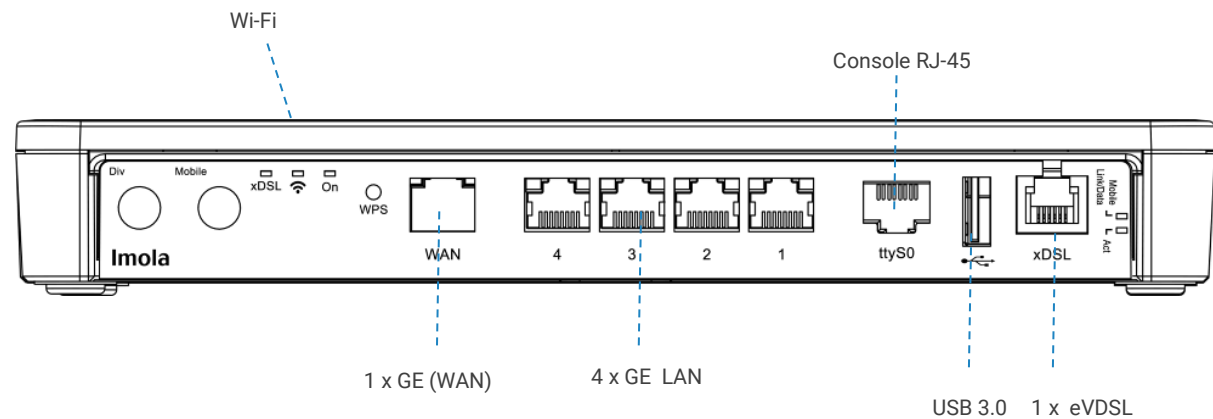 Wi-Fi
Console RJ-45
Div
Mobile
xDSL
On
WPS
Imola
WAN
4
3
2
1
ttyS0
xDSL
Mobile
Link/Data
Act
1 x GE (WAN)
4 x GE LAN
USB 3.0
1 x eVDSL